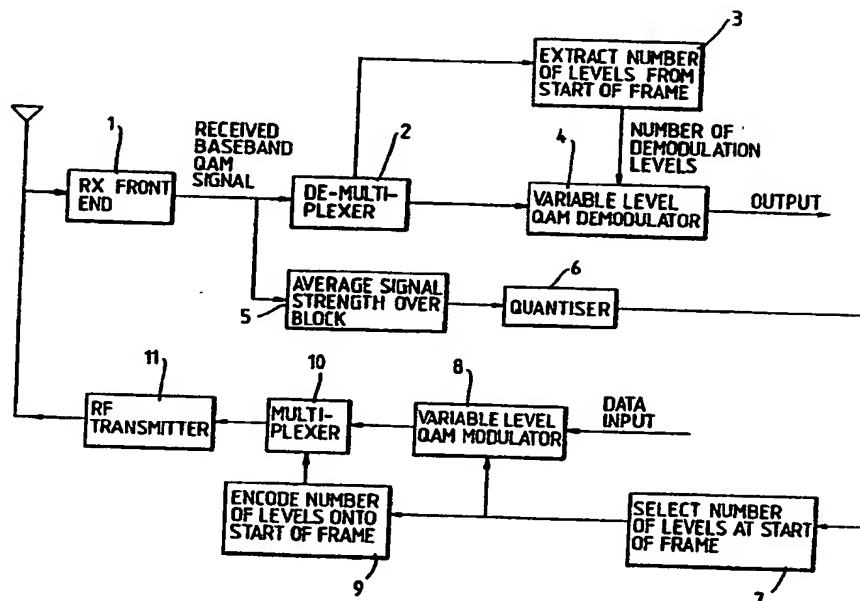 3
EXTRACT NUMBER
OF LEVELS FROM
START OF FRAME
1
RECEIVED
BASEBAND
QAM
SIGNAL
2
4
NUMBER OF
DEMODULATION
LEVELS
RX FRONT
END
DE-MULTI-
PLEXER
VARIABLE LEVEL
QAM DEMODULATOR
OUTPUT
5
AVERAGE SIGNAL
STRENGTH OVER
BLOCK
6
QUANTISER
11
RF
TRANSMITTER
10
MULTI-
PLEXER
8
VARIABLE LEVEL
QAM MODULATOR
DATA
INPUT
ENCODE NUMBER
OF LEVELS ONTO
START OF FRAME
9
SELECT NUMBER
OF LEVELS AT START
OF FRAME
7